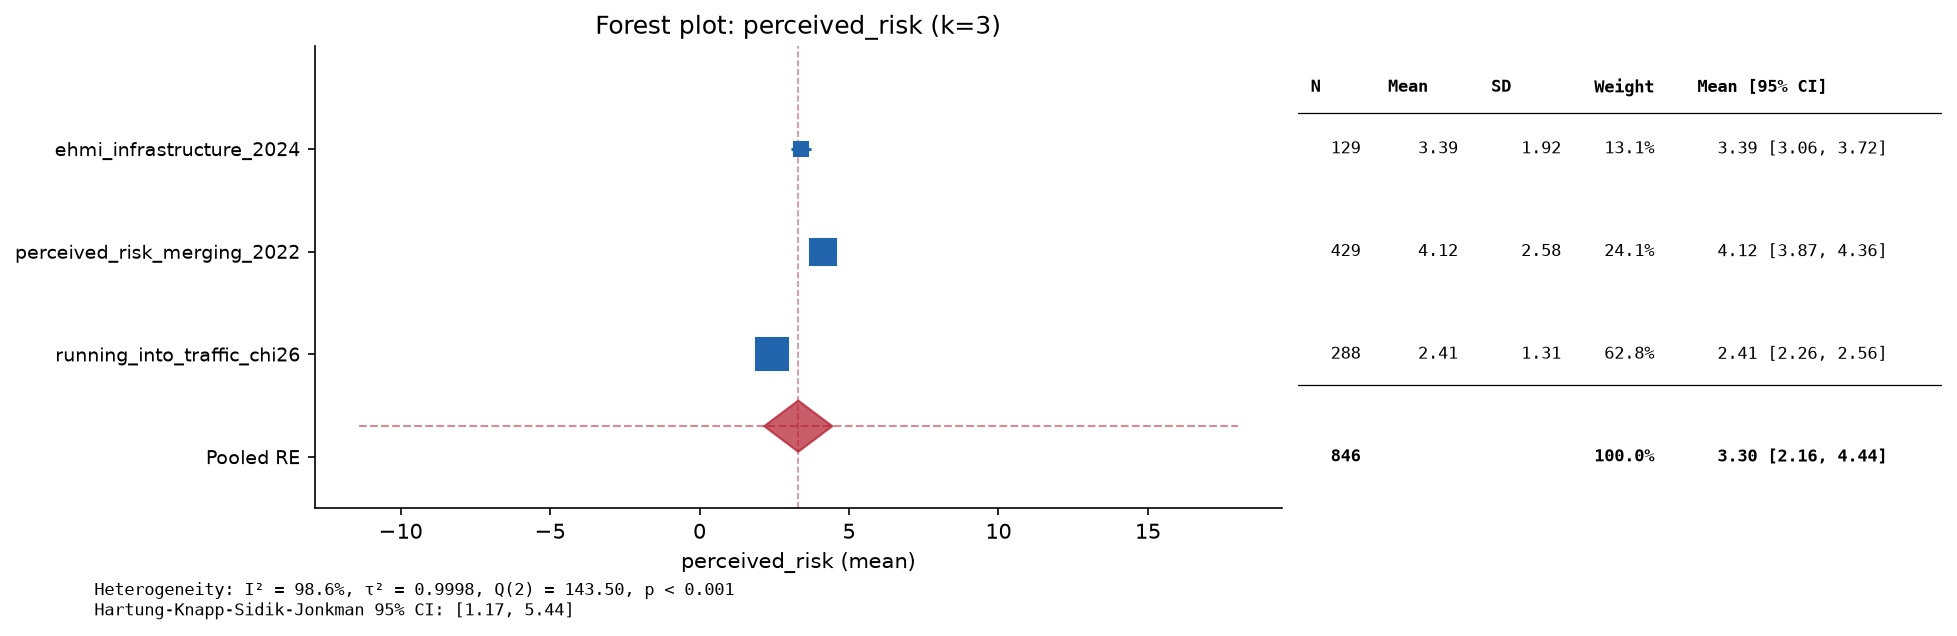 Forest plot: perceived_risk (k=3)
N Mean SD Weight Mean [95% CI]
ehmi_infrastructure_2024 129 3.39 1.92 13.1% 3.39 [3.06, 3.72]
perceived_risk_merging_2022 429 4.12 2.58 24.1% 4.12 [3.87, 4.36]
running_into_traffic_chi26 288 2.41 1.31 62.8% 2.41 [2.26, 2.56]
Pooled RE 846 100.0% 3.30 [2.16, 4.44]
−10 −5 0 5 10 15
perceived_risk (mean)
Heterogeneity: I² = 98.6%, τ² = 0.9998, Q(2) = 143.50, p < 0.001
Hartung-Knapp-Sidik-Jonkman 95% CI: [1.17, 5.44]